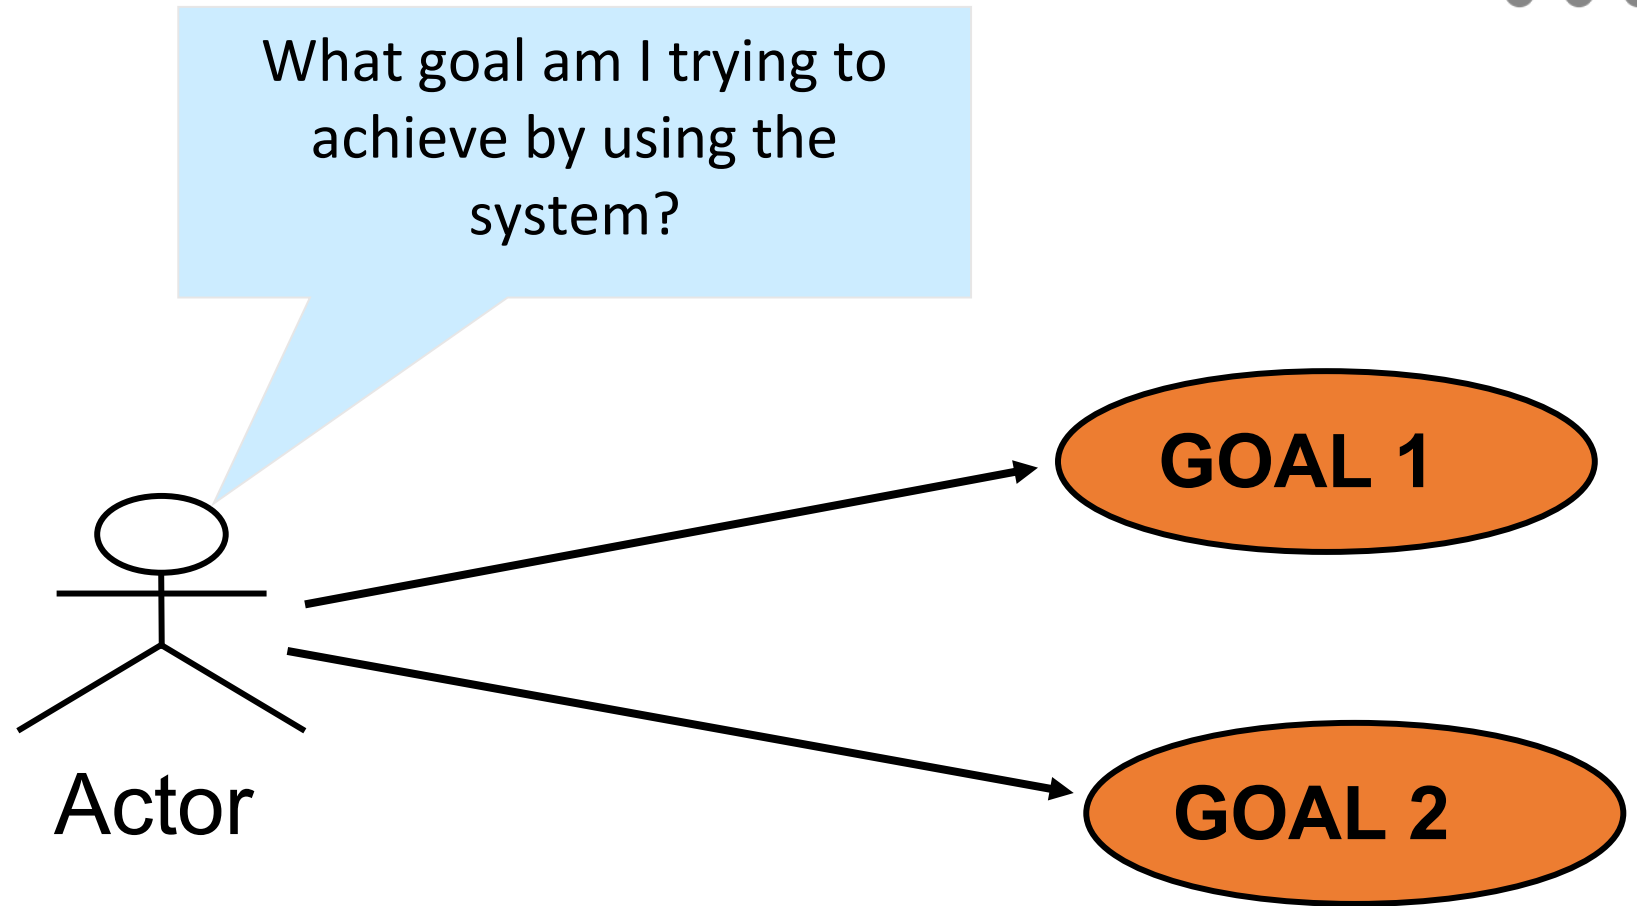 What goal am I trying to
achieve by using the
system?
GOAL 1
Actor
GOAL 2